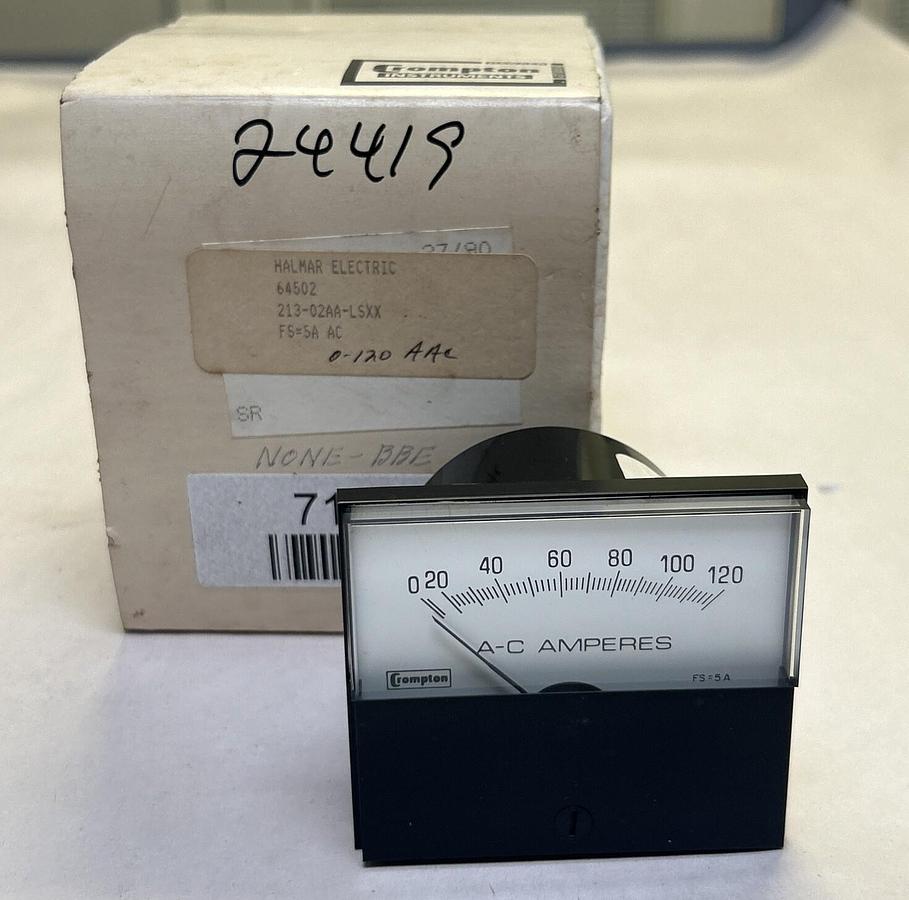 Crompton
INSTRUMENTS
24419
27/80
HALMAR ELECTRIC
64502
213-02AA-LSXX
FS=5A AC
0-120 AAC
SR
NONE-BBE
71
0 20 40 60 80 100 120
A-C AMPERES
Crompton
FS=5A